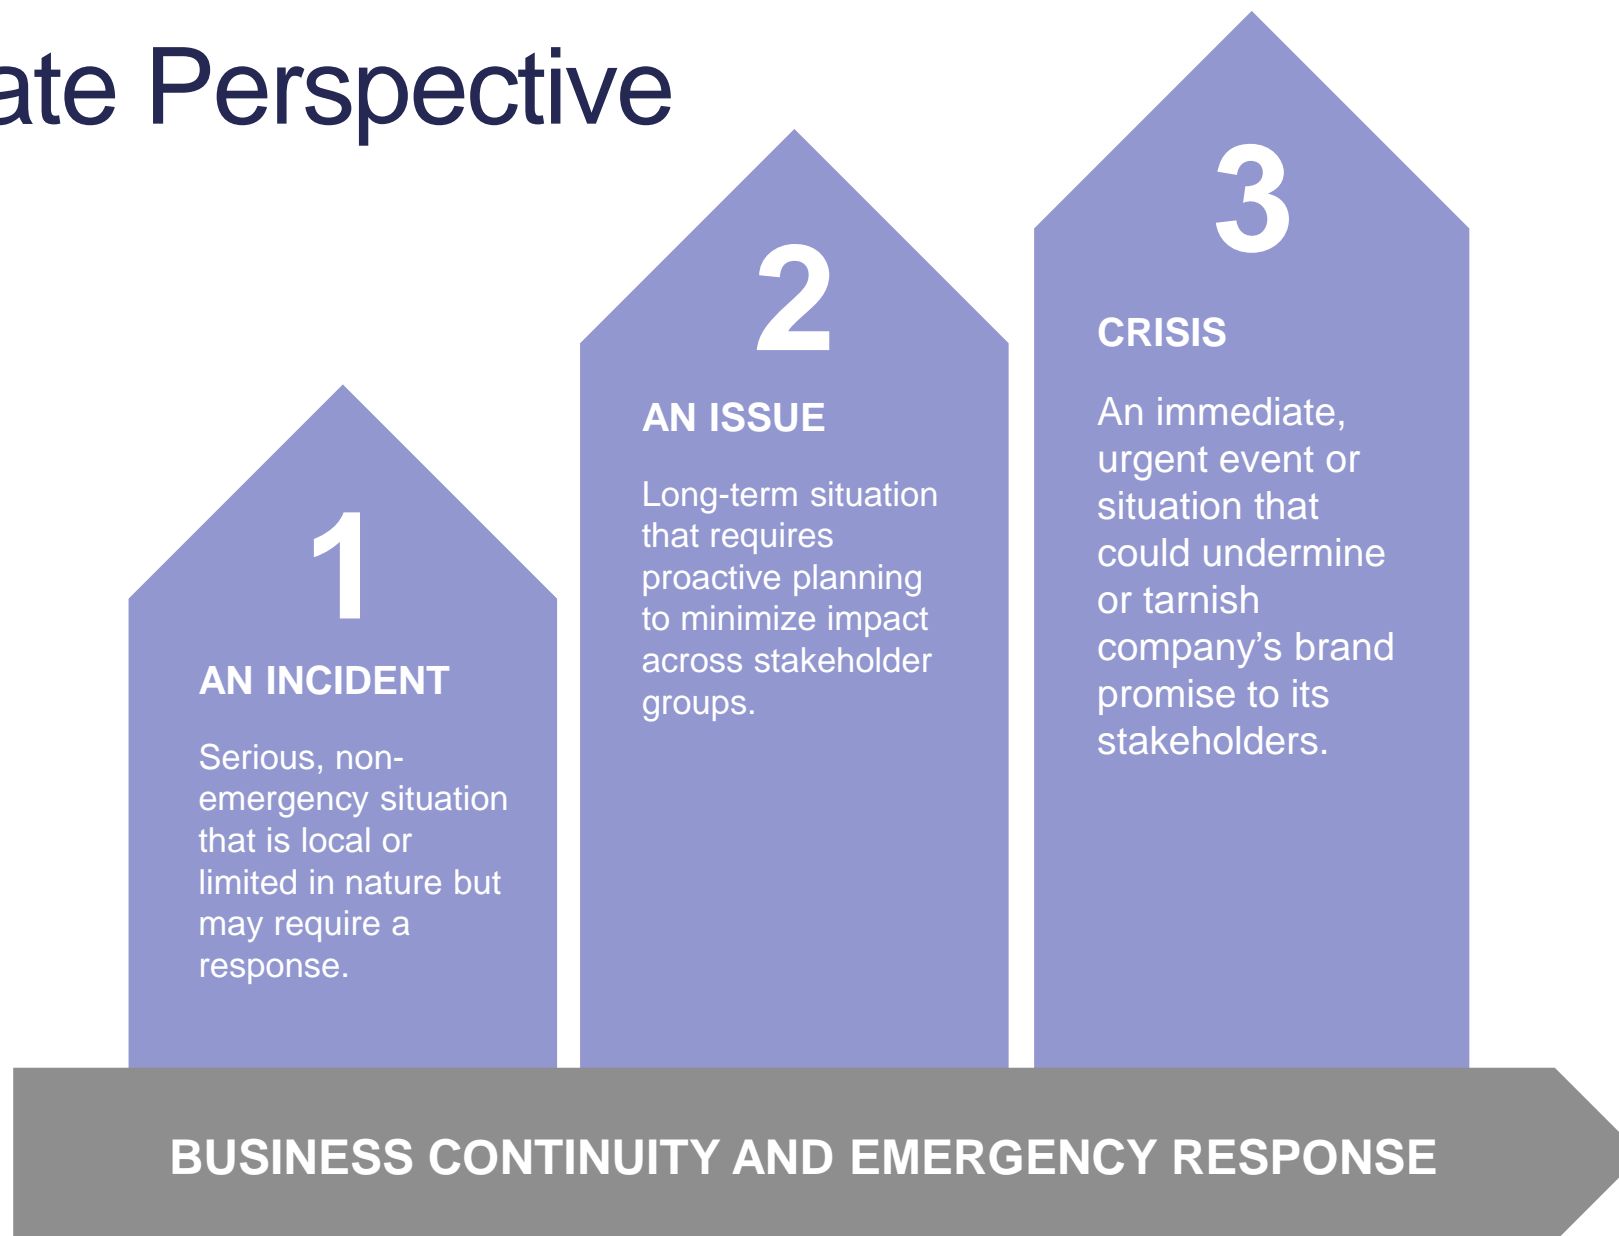 ate Perspective
1
AN INCIDENT
Serious, non-
emergency situation
that is local or
limited in nature but
may require a
response.
2
AN ISSUE
Long-term situation
that requires
proactive planning
to minimize impact
across stakeholder
groups.
3
CRISIS
An immediate,
urgent event or
situation that
could undermine
or tarnish
company’s brand
promise to its
stakeholders.
BUSINESS CONTINUITY AND EMERGENCY RESPONSE